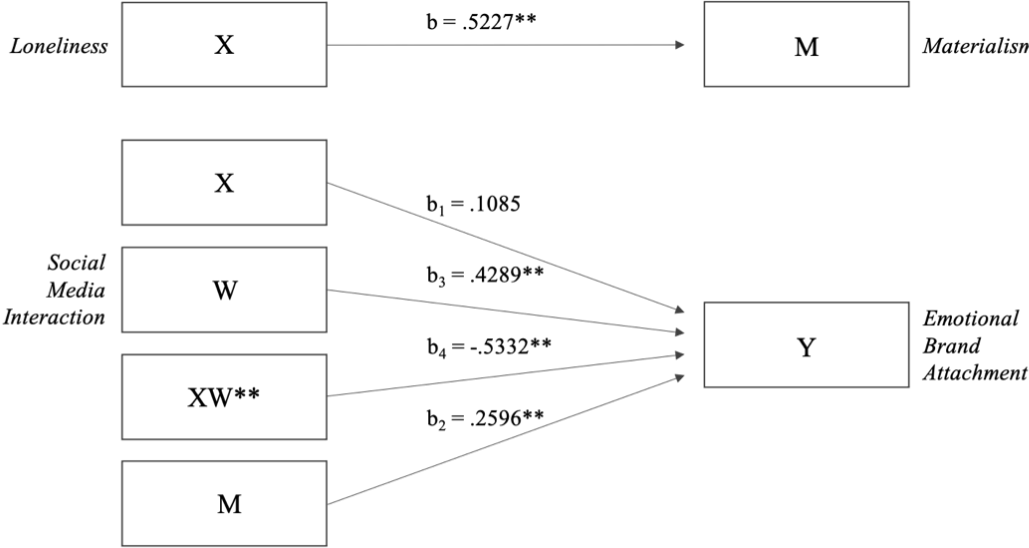 b = .5227**
Loneliness
X
M
Materialism
X
b₁ = .1085
Social
Media
Interaction
W
b₃ = .4289**
Y
Emotional
Brand
Attachment
b₄ = -.5332**
XW**
b₂ = .2596**
M